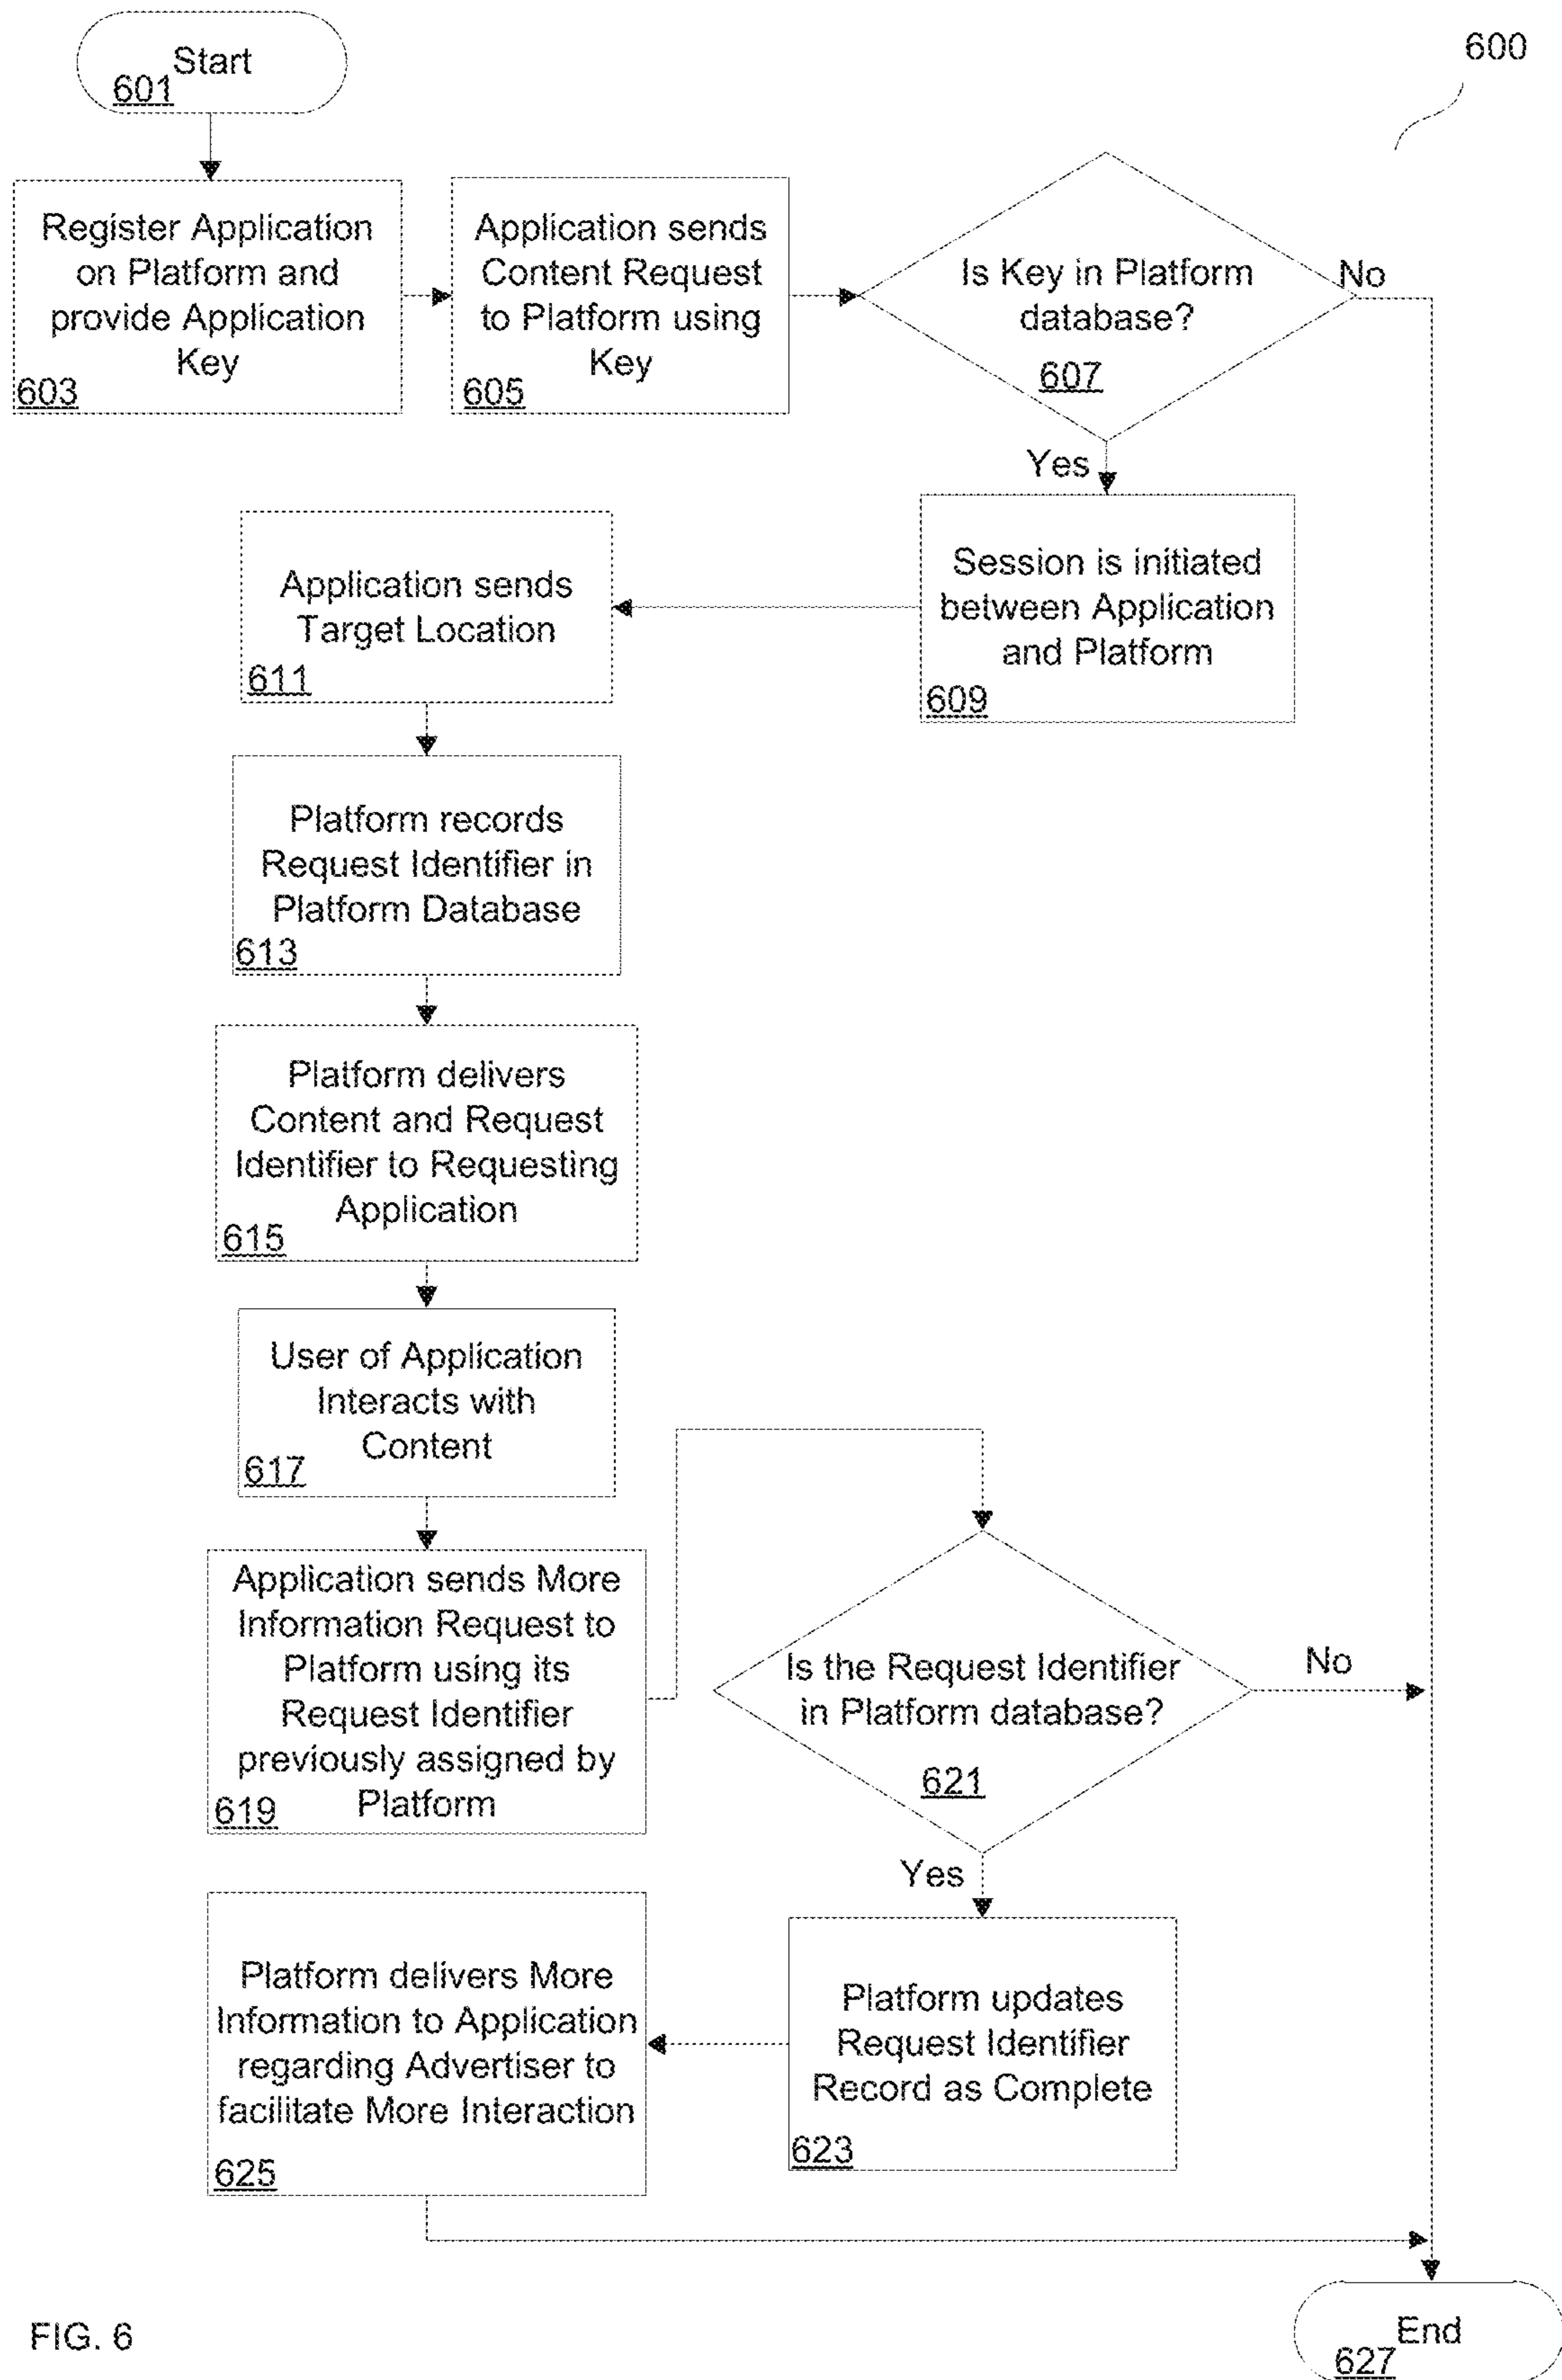 Start
601
600
Register Application
on Platform and
provide Application
Key
603
Application sends
Content Request
to Platform using
Key
605
Is Key in Platform
database?
607
No
Yes
Session is initiated
between Application
and Platform
609
Application sends
Target Location
611
Platform records
Request Identifier in
Platform Database
613
Platform delivers
Content and Request
Identifier to Requesting
Application
615
User of Application
Interacts with
Content
617
Application sends More
Information Request to
Platform using its
Request Identifier
previously assigned by
Platform
619
Is the Request Identifier
in Platform database?
621
No
Yes
Platform updates
Request Identifier
Record as Complete
623
Platform delivers More
Information to Application
regarding Advertiser to
facilitate More Interaction
625
End
627
FIG. 6